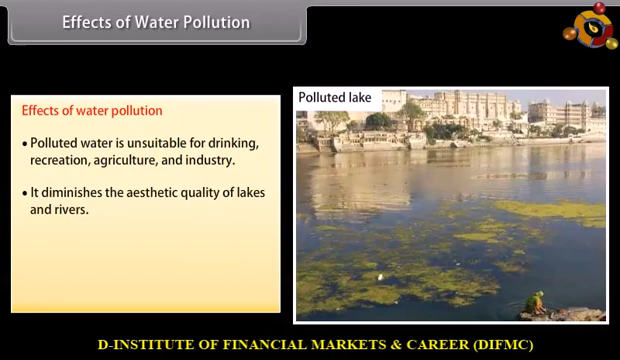 Effects of Water Pollution
Effects of water pollution
• Polluted water is unsuitable for drinking,
recreation, agriculture, and industry.
• It diminishes the aesthetic quality of lakes
and rivers.
Polluted lake
D-INSTITUTE OF FINANCIAL MARKETS & CAREER (DIFMC)